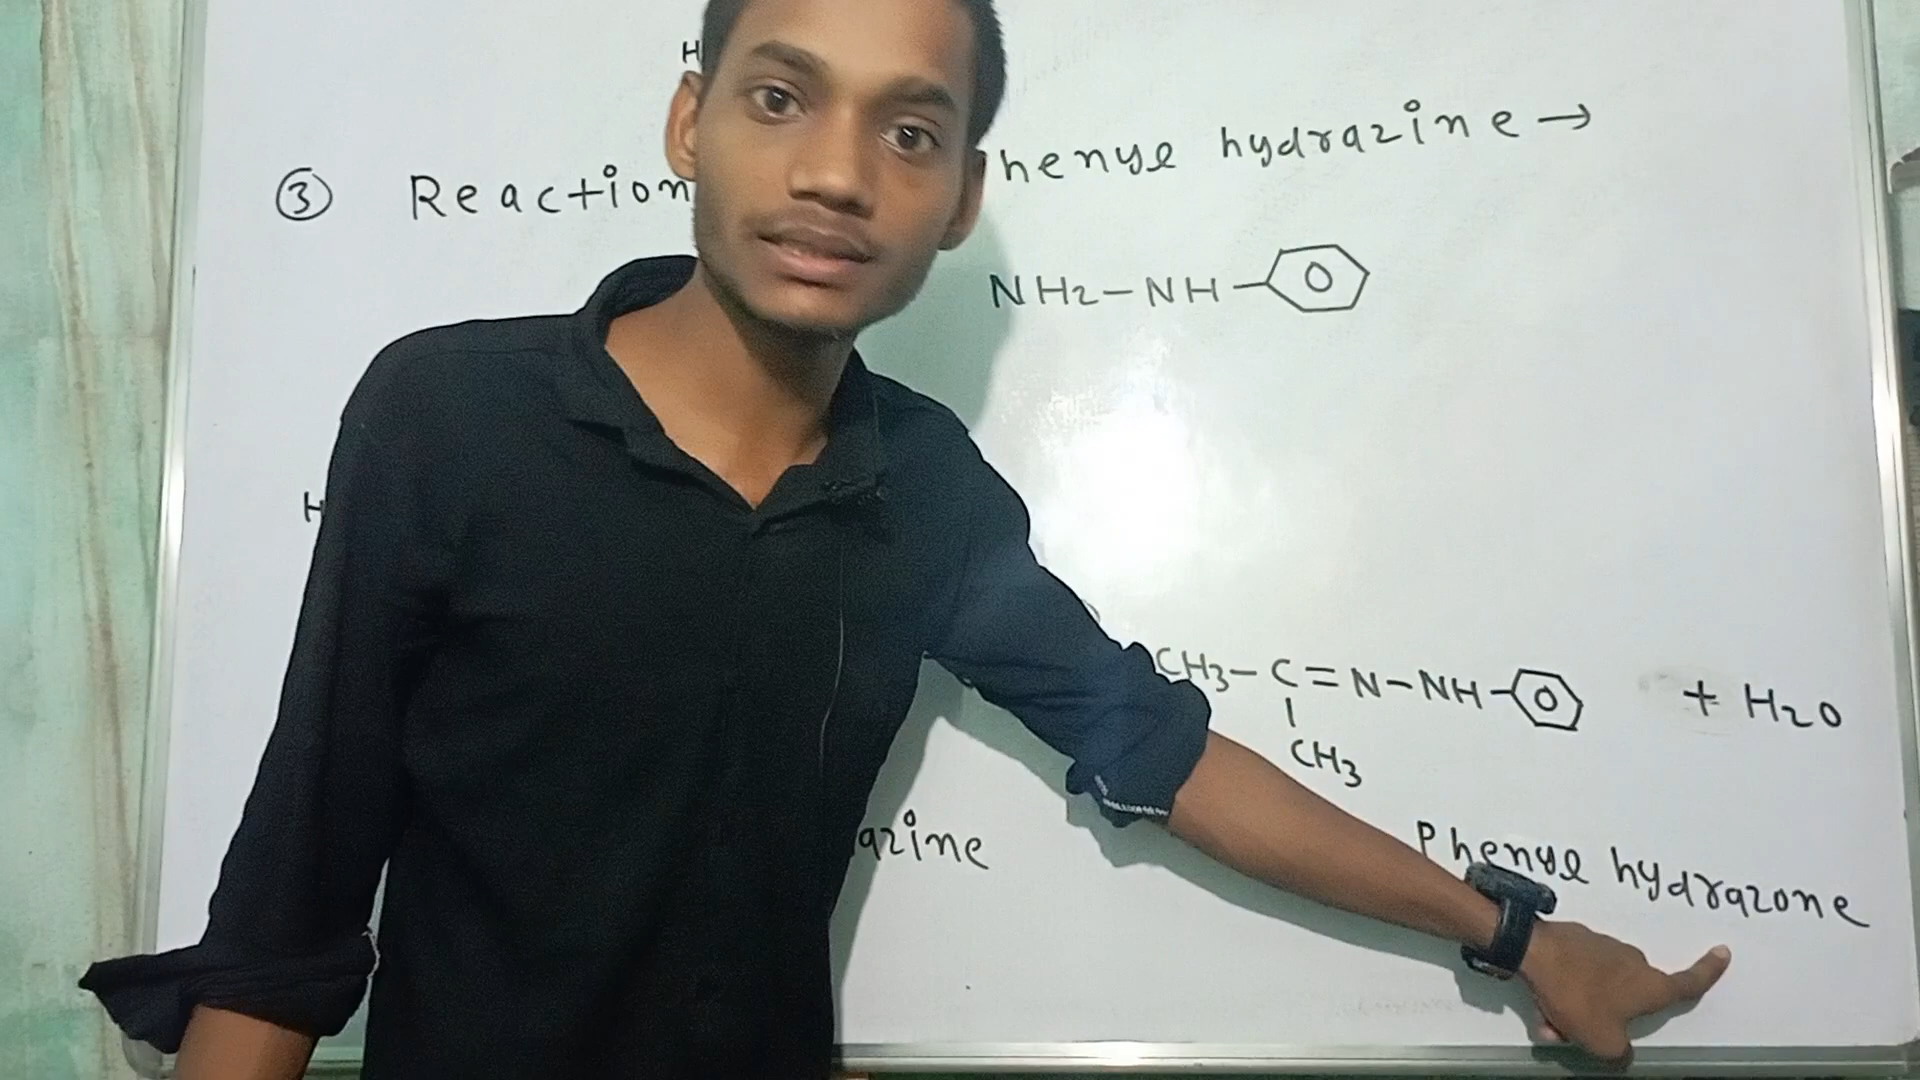 H
③ Reaction henyl hydrazine →
NH2-NH-
H
CH3-C=N-NH- + H2O
CH3
azine
Phenyl hydrazone